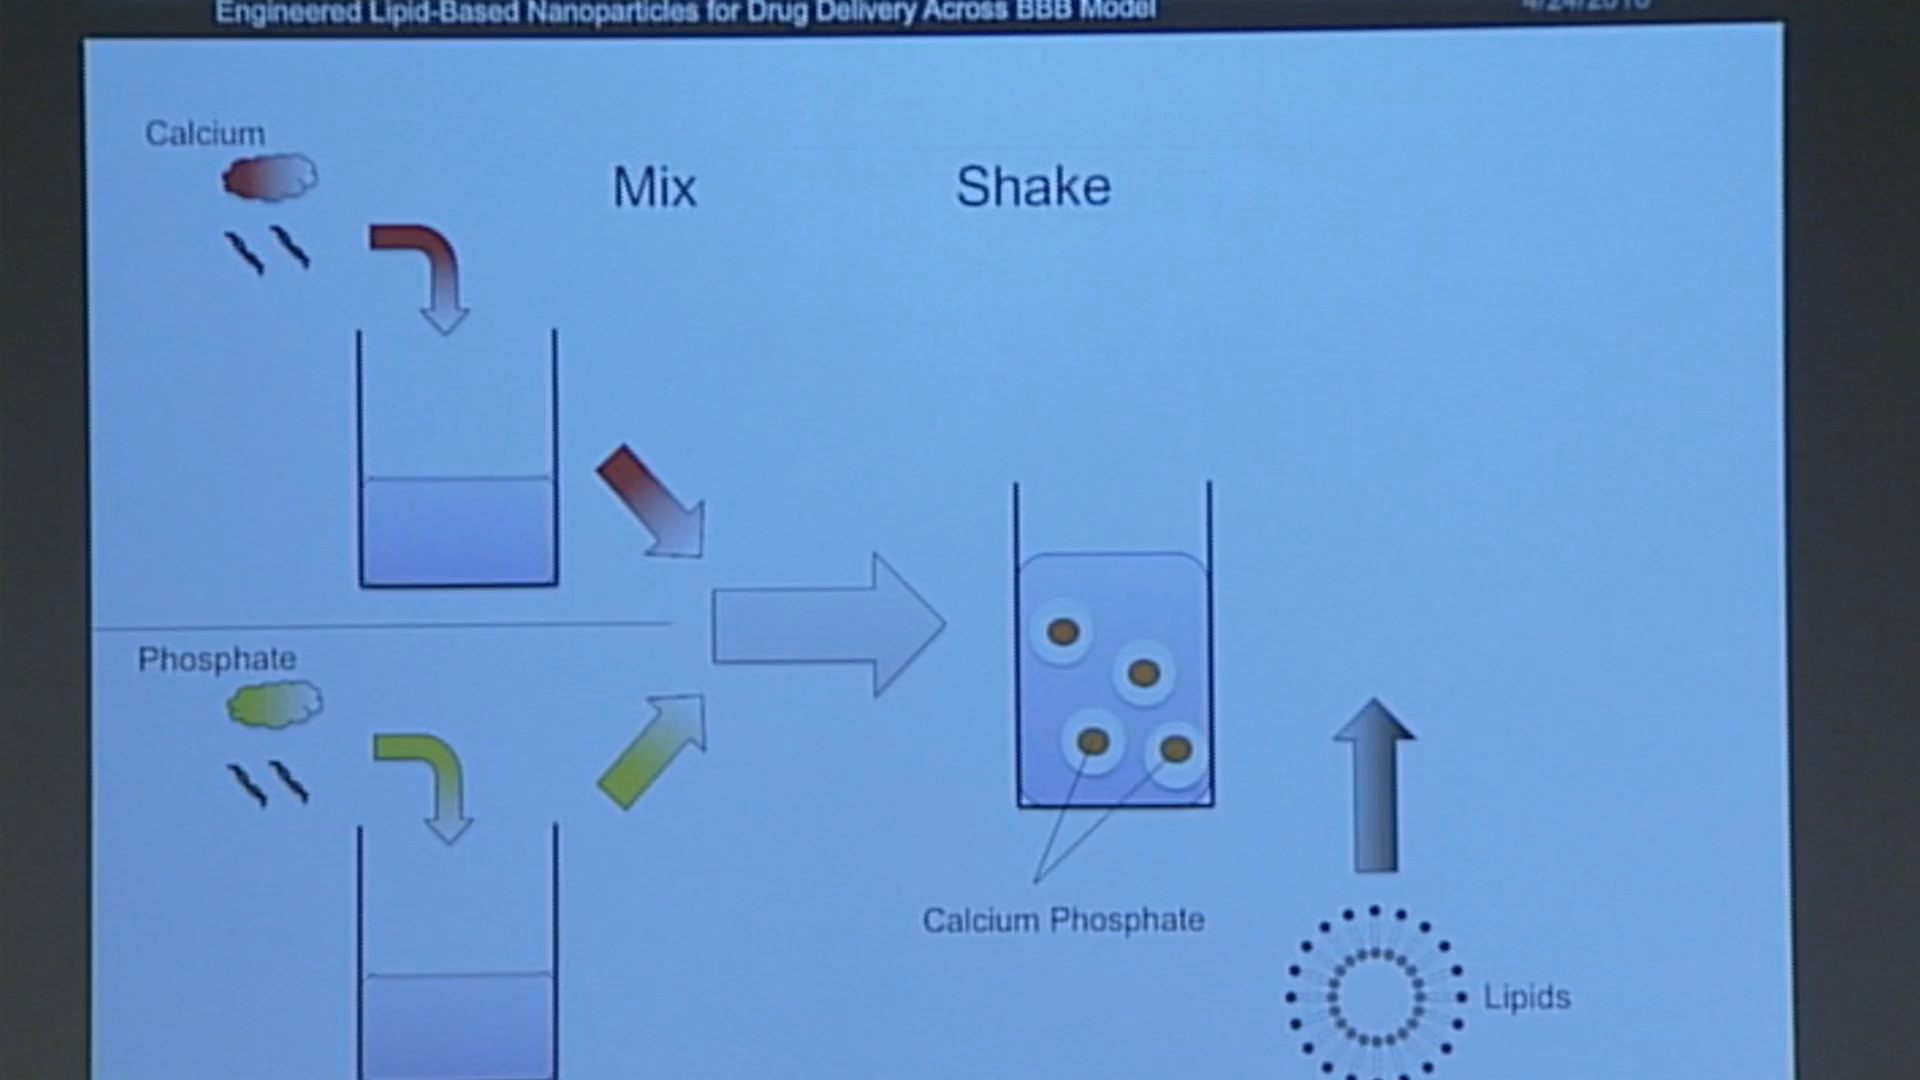 Engineered Lipid-Based Nanoparticles for Drug Delivery Across BBB Model
Calcium
Mix
Shake
Phosphate
Calcium Phosphate
Lipids